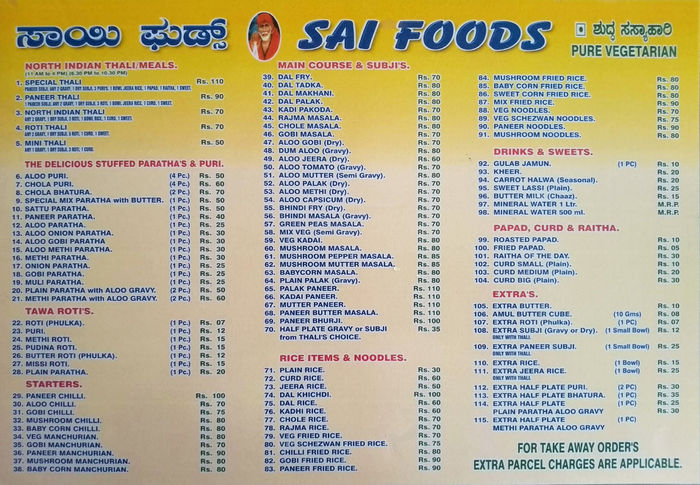 ಸಾಯಿ ಫುಡ್ಸ್
SAI FOODS
ಶುದ್ಧ ಸಸ್ಯಾಹಾರಿ
PURE VEGETARIAN
NORTH INDIAN THALI/MEALS.
(11 AM to 4 PM) (6.30 PM to 10.30 PM)
1. SPECIAL THALI Rs. 110
2. PANEER THALI Rs. 90
3. NORTH INDIAN THALI Rs. 70
4. ROTI THALI Rs. 70
ANY 2 GRAVY, 1 DRY SUBJI, 3 ROTI, 1 CURD, 1 SWEET.
5. MINI THALI Rs. 50
THE DELICIOUS STUFFED PARATHA'S & PURI.
6. ALOO PURI. (4 Pc.) Rs. 50
7. CHOLA PURI. (4 Pc.) Rs. 60
8. CHOLA BHATURA. (2 Pc.) Rs. 70
9. SPECIAL MIX PARATHA with BUTTER. (1 Pc.) Rs. 50
10. SATTU PARATHA. (1 Pc.) Rs. 50
11. PANEER PARATHA. (1 Pc.) Rs. 40
12. ALOO PARATHA. (1 Pc.) Rs. 30
13. ALOO ONION PARATHA. (1 Pc.) Rs. 30
14. ALOO GOBI PARATHA (1 Pc.) Rs. 30
15. ALOO METHI PARATHA. (1 Pc.) Rs. 30
16. METHI PARATHA. (1 Pc.) Rs. 30
17. ONION PARATHA. (1 Pc.) Rs. 30
18. GOBI PARATHA. (1 Pc.) Rs. 30
19. MULI PARATHA. (1 Pc.) Rs. 30
20. PLAIN PARATHA with ALOO GRAVY. (2 Pc.) Rs. 50
21. METHI PARATHA with ALOO GRAVY. (2 Pc.) Rs. 60
TAWA ROTI'S.
22. ROTI (PHULKA). (1 Pc.) Rs. 07
23. PURI. (1 Pc.) Rs. 12
24. METHI ROTI. (1 Pc.) Rs. 15
25. PUDINA ROTI. (1 Pc.) Rs. 15
26. BUTTER ROTI (PHULKA). (1 Pc.) Rs. 12
27. MISSI ROTI. (1 Pc.) Rs. 15
28. PLAIN PARATHA. (1 Pc.) Rs. 20
STARTERS.
29. PANEER CHILLI. Rs. 100
30. ALOO CHILLI. Rs. 70
31. GOBI CHILLI. Rs. 75
32. MUSHROOM CHILLI. Rs. 80
33. BABY CORN CHILLI. Rs. 80
34. VEG MANCHURIAN. Rs. 80
35. GOBI MANCHURIAN. Rs. 70
36. PANEER MANCHURIAN. Rs. 90
37. MUSHROOM MANCHURIAN. Rs. 80
38. BABY CORN MANCHURIAN. Rs. 80
MAIN COURSE & SUBJI'S.
39. DAL FRY. Rs. 70
40. DAL TADKA. Rs. 80
41. DAL MAKHANI. Rs. 80
42. DAL PALAK. Rs. 80
43. KADI PAKODA. Rs. 70
44. RAJMA MASALA. Rs. 80
45. CHOLE MASALA. Rs. 80
46. GOBI MASALA. Rs. 80
47. ALOO GOBI (Dry). Rs. 70
48. DUM ALOO (Gravy). Rs. 80
49. ALOO JEERA (Dry). Rs. 60
50. ALOO TOMATO (Gravy). Rs. 70
51. ALOO MUTTER (Semi Gravy). Rs. 80
52. ALOO PALAK (Dry). Rs. 70
53. ALOO METHI (Dry). Rs. 70
54. ALOO CAPSICUM (Dry). Rs. 70
55. BHINDI FRY (Dry). Rs. 70
56. BHINDI MASALA (Gravy). Rs. 70
57. GREEN PEAS MASALA. Rs. 70
58. MIX VEG (Semi Gravy). Rs. 70
59. VEG KADAI. Rs. 80
60. MUSHROOM MASALA. Rs. 80
61. MUSHROOM PEPPER MASALA. Rs. 80
62. MUSHROOM MUTTER MASALA. Rs. 85
63. BABYCORN MASALA. Rs. 80
64. PLAIN PALAK (Gravy). Rs. 80
65. PALAK PANEER. Rs. 110
66. KADAI PANEER. Rs. 100
67. MUTTER PANEER. Rs. 110
68. PANEER BUTTER MASALA. Rs. 110
69. PANEER BHURJI. Rs. 100
70. HALF PLATE GRAVY or SUBJI Rs. 35
from THALI'S CHOICE.
RICE ITEMS & NOODLES.
71. PLAIN RICE. Rs. 30
72. CURD RICE. Rs. 60
73. JEERA RICE. Rs. 60
74. DAL KHICHDI. Rs. 100
75. DAL RICE. Rs. 60
76. KADHI RICE. Rs. 60
77. CHOLE RICE. Rs. 70
78. RAJMA RICE. Rs. 70
79. VEG FRIED RICE. Rs. 70
80. VEG SCHEZWAN FRIED RICE. Rs. 75
81. CHILLI FRIED RICE. Rs. 80
82. GOBI FRIED RICE. Rs. 80
83. PANEER FRIED RICE. Rs. 90
84. MUSHROOM FRIED RICE. Rs. 80
85. BABY CORN FRIED RICE. Rs. 80
86. SWEET CORN FRIED RICE. Rs. 80
87. MIX FRIED RICE. Rs. 90
88. VEG NOODLES. Rs. 70
89. VEG SCHEZWAN NOODLES. Rs. 75
90. PANEER NOODLES. Rs. 90
91. MUSHROOM NOODLES. Rs. 80
DRINKS & SWEETS.
92. GULAB JAMUN. (1 PC) Rs. 10
93. KHEER. Rs. 20
94. CARROT HALWA (Seasonal). Rs. 20
95. SWEET LASSI (Plain). Rs. 25
96. BUTTER MILK (Chaaz). Rs. 15
97. MINERAL WATER 1 Ltr. M.R.P.
98. MINERAL WATER 500 ml. M.R.P.
PAPAD, CURD & RAITHA.
99. ROASTED PAPAD. Rs. 10
100. FRIED PAPAD. Rs. 05
101. RAITHA OF THE DAY. Rs. 30
102. CURD SMALL (Plain). Rs. 10
103. CURD MEDIUM (Plain). Rs. 20
104. CURD BIG (Plain). Rs. 30
EXTRA'S.
105. EXTRA BUTTER. Rs. 10
106. AMUL BUTTER CUBE. (10 Gms) Rs. 08
107. EXTRA ROTI (Phulka). (1 PC) Rs. 07
108. EXTRA SUBJI (Gravy or Dry). (1 Small Bowl) Rs. 12
ONLY WITH THALI
109. EXTRA PANEER SUBJI. (1 Small Bowl) Rs. 25
ONLY WITH THALI
110. EXTRA RICE. (1 Bowl) Rs. 15
111. EXTRA JEERA RICE. (1 Bowl) Rs. 25
ONLY WITH THALI
112. EXTRA HALF PLATE PURI. (2 PC) Rs. 30
113. EXTRA HALF PLATE BHATURA. (1 PC) Rs. 35
114. EXTRA HALF PLATE (1 PC) Rs. 25
PLAIN PARATHA ALOO GRAVY Rs. 30
115. EXTRA HALF PLATE (1 PC)
METHI PARATHA ALOO GRAVY
FOR TAKE AWAY ORDER'S
EXTRA PARCEL CHARGES ARE APPLICABLE.